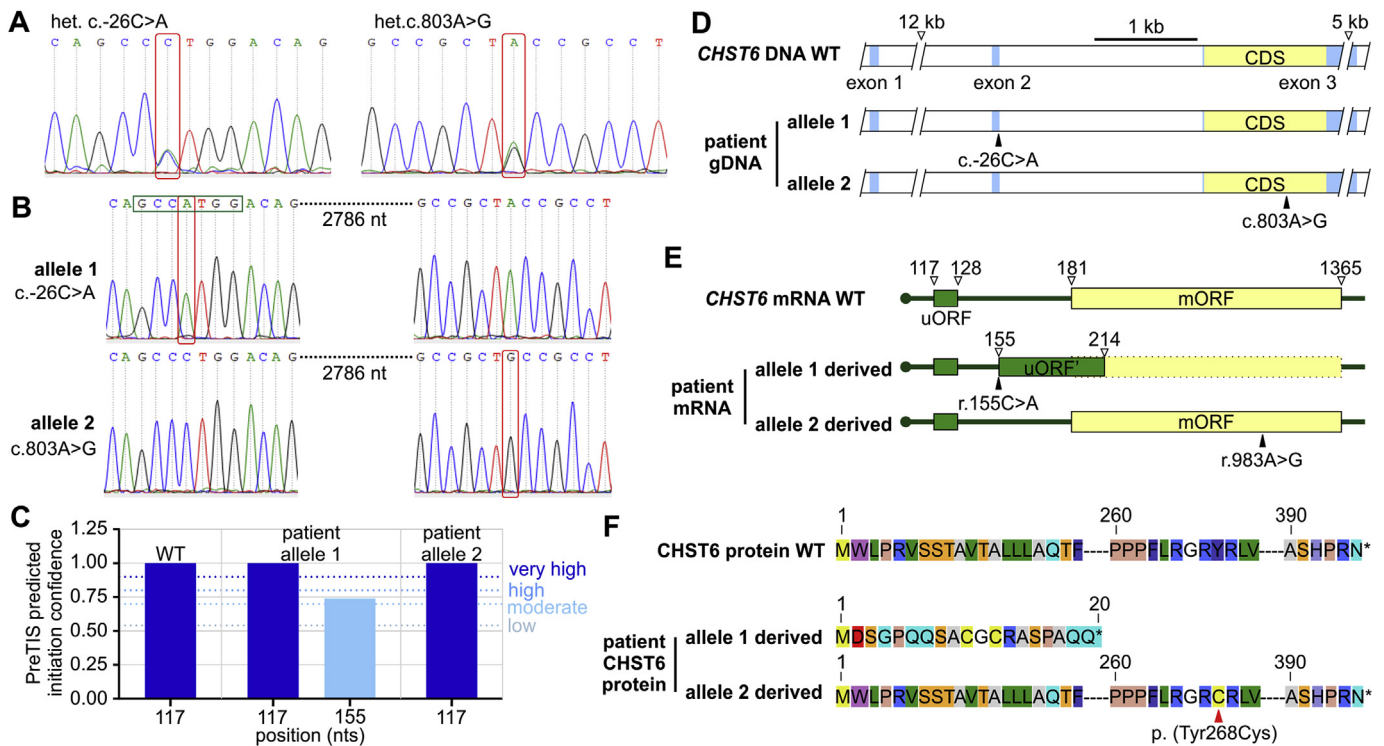 A
het. c.-26C>A
het.c.803A>G
C A G C C C T G G A C A G
G C C G C T A C C G C C T
B
C A G C C A T G G A C A G
2786 nt
G C C G C T A C C G C C T
allele 1
c.-26C>A
C A G C C C T G G A C A G
2786 nt
G C C G C T G C C G C C T
allele 2
c.803A>G
C
PreTIS predicted
initiation confidence
1.25
1.00
0.75
0.50
0.25
0.00
WT
patient
allele 1
patient
allele 2
very high
high
moderate
low
117
117
155
117
position (nts)
D
12 kb
1 kb
5 kb
CHST6 DNA WT
CDS
exon 1
exon 2
exon 3
patient
gDNA
allele 1
CDS
c.-26C>A
allele 2
CDS
c.803A>G
E
117
128
181
1365
CHST6 mRNA WT
uORF
mORF
patient
mRNA
155
214
allele 1 derived
uORF'
r.155C>A
allele 2 derived
mORF
r.983A>G
F
1
260
390
CHST6 protein WT
MWLPRVSSTAVTALLLAQTF----PPPFLRGRYRLV----ASHPRN*
patient
CHST6
protein
1
20
allele 1 derived
MDSGPQQSACGCRASPAQQ*
1
260
390
allele 2 derived
MWLPRVSSTAVTALLLAQTF----PPPFLRGRCRLV----ASHPRN*
p. (Tyr268Cys)